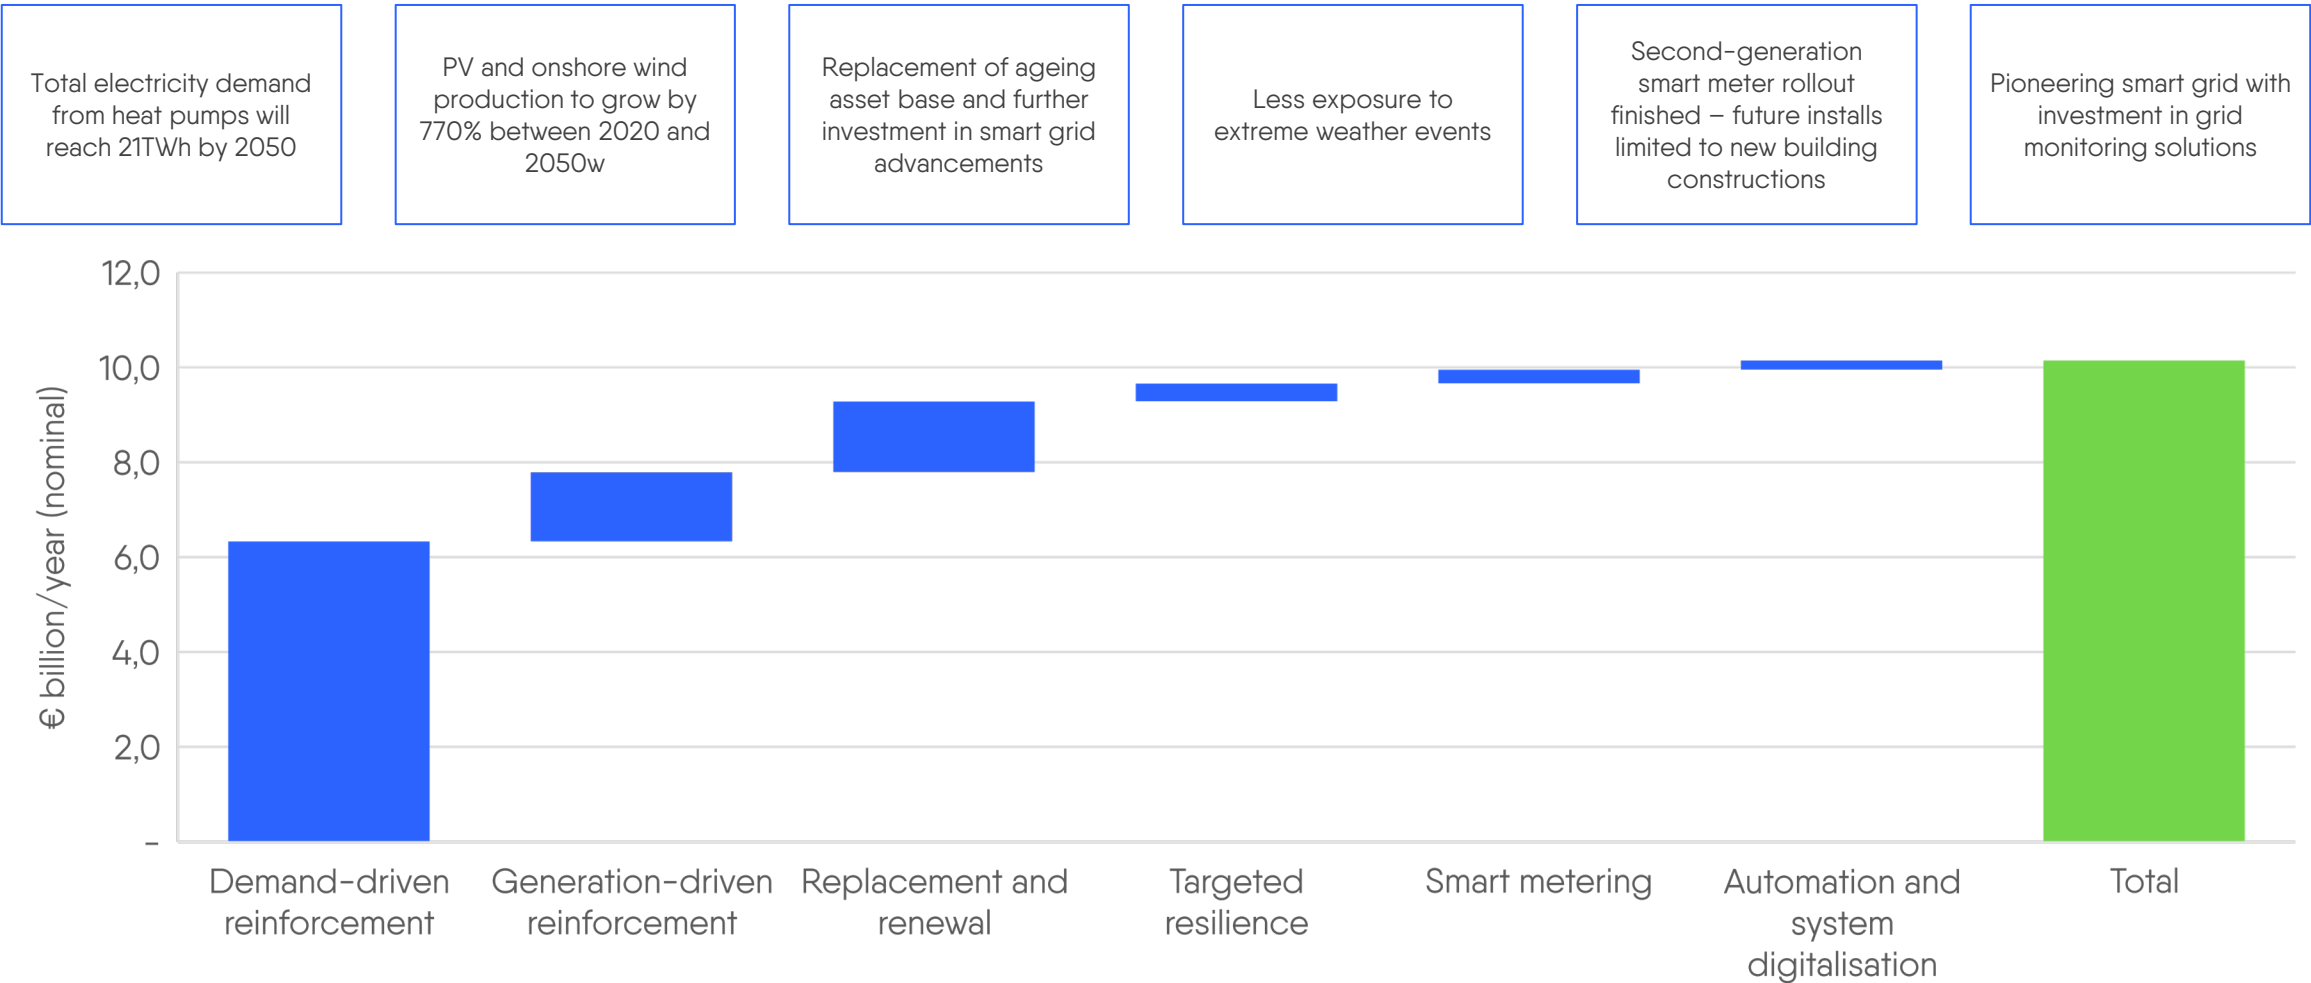 Total electricity demand
from heat pumps will
reach 21TWh by 2050
PV and onshore wind
production to grow by
770% between 2020 and
2050w
Replacement of ageing
asset base and further
investment in smart grid
advancements
Less exposure to
extreme weather events
Second-generation
smart meter rollout
finished – future installs
limited to new building
constructions
Pioneering smart grid with
investment in grid
monitoring solutions
€ billion/year (nominal)
12,0
10,0
8,0
6,0
4,0
2,0
–
Demand-driven
reinforcement
Generation-driven
reinforcement
Replacement and
renewal
Targeted
resilience
Smart metering
Automation and
system
digitalisation
Total